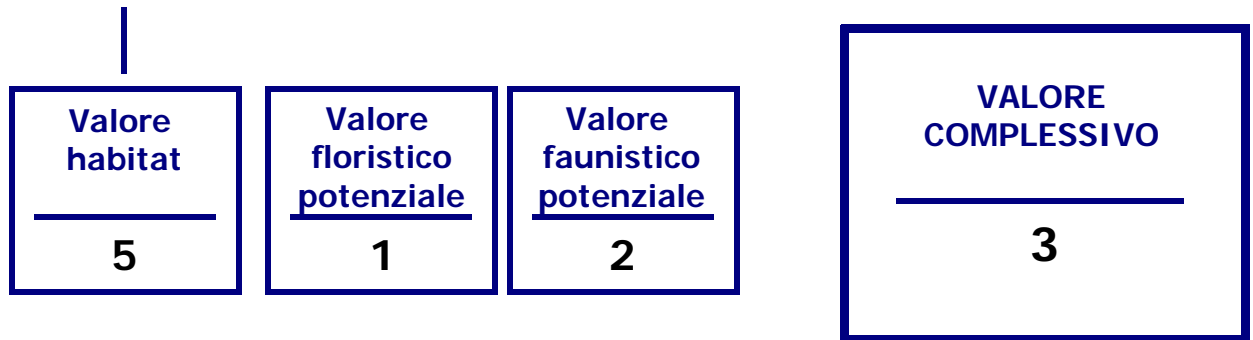 Valore
habitat
5
Valore
floristico
potenziale
1
Valore
faunistico
potenziale
2
VALORE
COMPLESSIVO
3